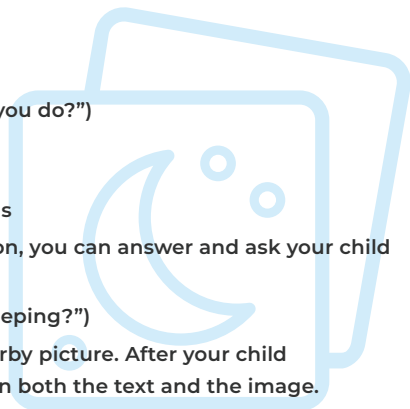 you do?”)
s
on, you can answer and ask your child
eping?”)
rby picture. After your child
n both the text and the image.